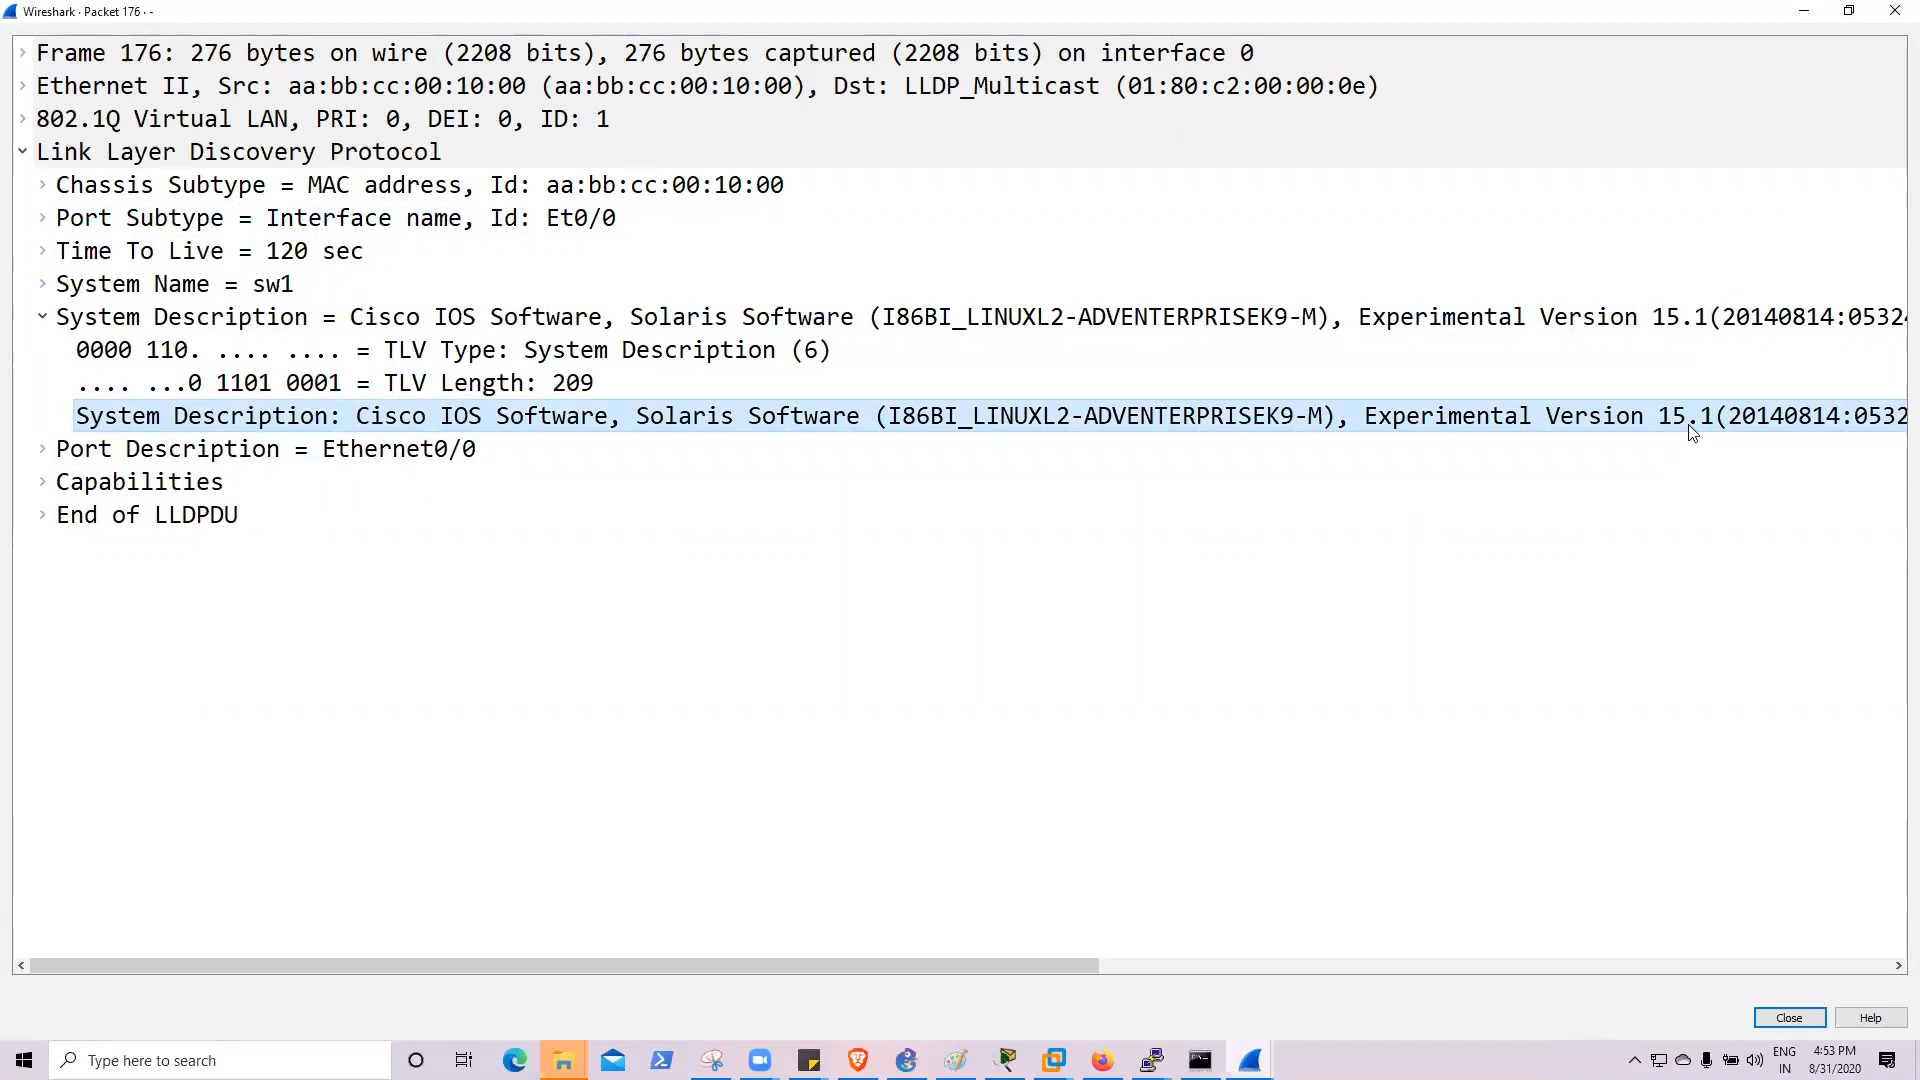 Wireshark · Packet 176 · -
Frame 176: 276 bytes on wire (2208 bits), 276 bytes captured (2208 bits) on interface 0
Ethernet II, Src: aa:bb:cc:00:10:00 (aa:bb:cc:00:10:00), Dst: LLDP_Multicast (01:80:c2:00:00:0e)
802.1Q Virtual LAN, PRI: 0, DEI: 0, ID: 1
Link Layer Discovery Protocol
Chassis Subtype = MAC address, Id: aa:bb:cc:00:10:00
Port Subtype = Interface name, Id: Et0/0
Time To Live = 120 sec
System Name = sw1
System Description = Cisco IOS Software, Solaris Software (I86BI_LINUXL2-ADVENTERPRISEK9-M), Experimental Version 15.1(20140814:0532
0000 110. .... .... = TLV Type: System Description (6)
.... ...0 1101 0001 = TLV Length: 209
System Description: Cisco IOS Software, Solaris Software (I86BI_LINUXL2-ADVENTERPRISEK9-M), Experimental Version 15.1(20140814:0532
Port Description = Ethernet0/0
Capabilities
End of LLDPDU
Close
Help
Type here to search
ENG
IN
4:53 PM
8/31/2020